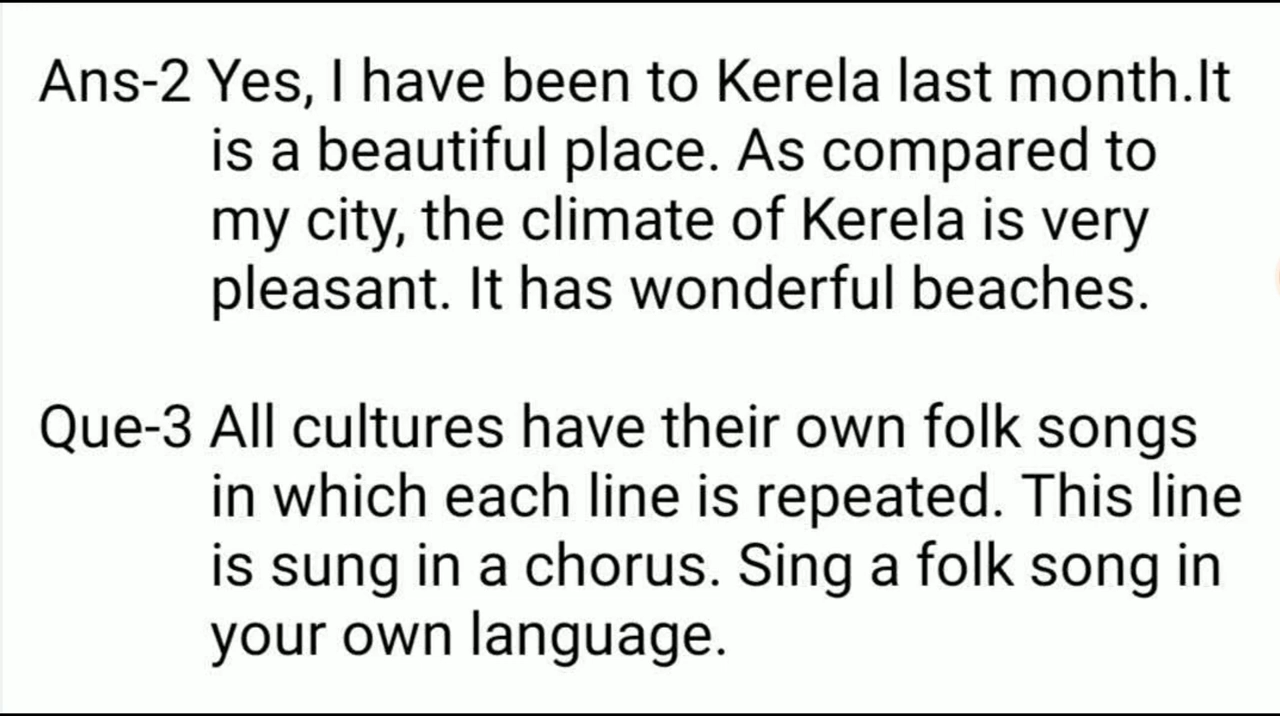 Ans-2 Yes, I have been to Kerela last month.It
is a beautiful place. As compared to
my city, the climate of Kerela is very
pleasant. It has wonderful beaches.
Que-3 All cultures have their own folk songs
in which each line is repeated. This line
is sung in a chorus. Sing a folk song in
your own language.